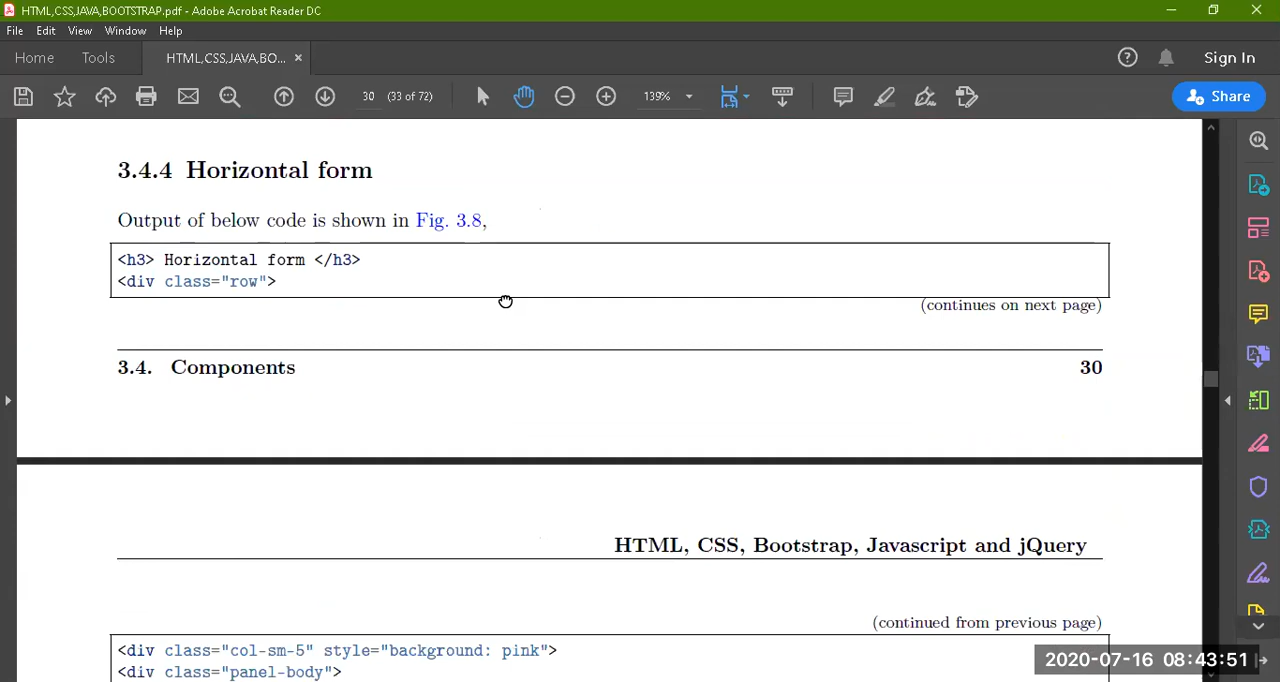 HTML,CSS,JAVA,BOOTSTRAP.pdf - Adobe Acrobat Reader DC
File Edit View Window Help
Home Tools HTML,CSS,JAVA,BO... × Sign In
30 (33 of 72) 139% Share
3.4.4 Horizontal form
Output of below code is shown in Fig. 3.8,
<h3> Horizontal form </h3>
<div class="row">
(continues on next page)
3.4. Components 30
HTML, CSS, Bootstrap, Javascript and jQuery
(continued from previous page)
<div class="col-sm-5" style="background: pink">
<div class="panel-body">
2020-07-16 08:43:51